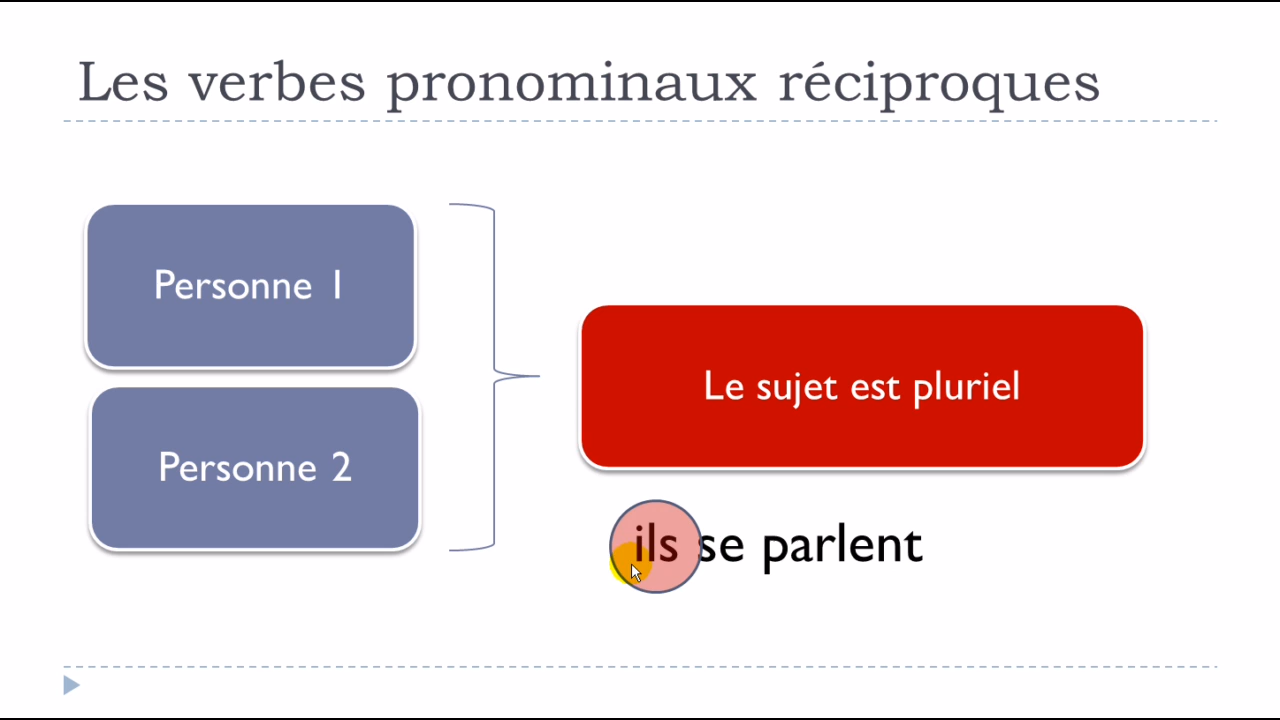 Les verbes pronominaux réciproques
Personne 1
Personne 2
Le sujet est pluriel
ils se parlent